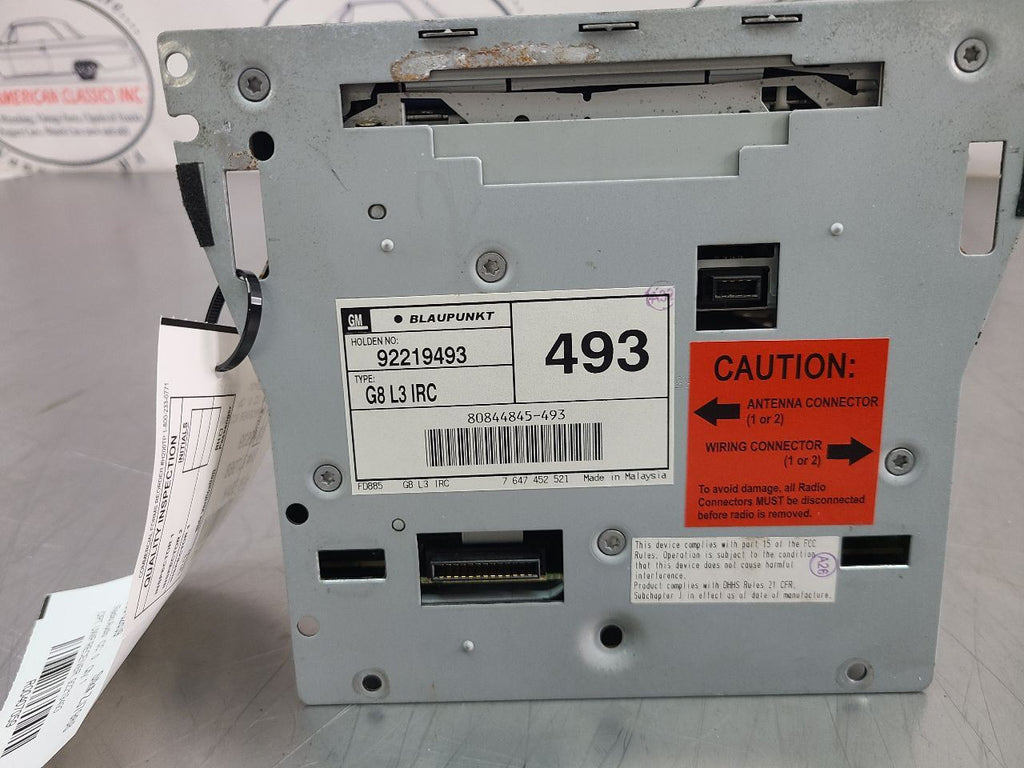 AMERICAN CLASSICS INC
GM
BLAUPUNKT
HOLDEN NO:
92219493
493
TYPE:
G8 L3 IRC
80844845-493
FD885 G8 L3 IRC 7 647 452 521 Made in Malaysia
CAUTION:
ANTENNA CONNECTOR
(1 or 2)
WIRING CONNECTOR
(1 or 2)
To avoid damage, all Radio
Connectors MUST be disconnected
before radio is removed.
This device complies with part 15 of the FCC
Rules. Operation is subject to the condition
that this device does not cause harmful
interference.
Product complies with DHHS Rules 21 CFR,
Subchapter J in effect as of date of manufacture.
A26
QUALITY INSPECTION
INITIALS